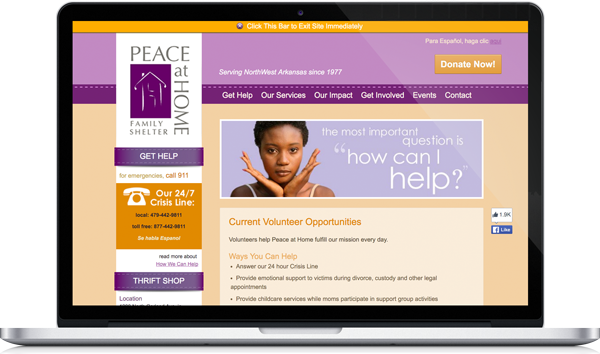 Click This Bar to Exit Site Immediately
Para Español, haga clic
Donate Now!
PEACE
at HOME
FAMILY
SHELTER
Serving NorthWest Arkansas since 1977
Get Help Our Services Our Impact Get Involved Events Contact
GET HELP
for emergencies, call 911
Our 24/7
Crisis Line:
local: 479-442-9811
toll free: 877-442-9811
Se habla Espanol
read more about
How We Can Help
THRIFT SHOP
Location
the most important
question is
"how can I
help?"
1.9K
Like
Current Volunteer Opportunities
Volunteers help Peace at Home fulfill our mission every day.
Ways You Can Help
• Answer our 24 hour Crisis Line
• Provide emotional support to victims during divorce, custody and other legal
appointments
• Provide childcare services while moms participate in support group activities